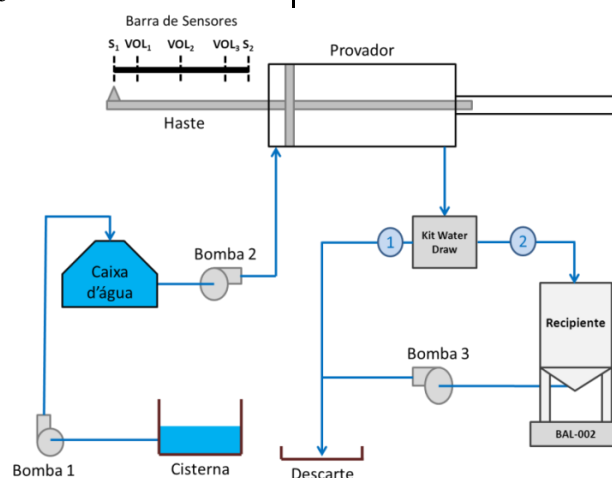 Barra de Sensores
S₁ VOL₁ VOL₂ VOL₃ S₂
Provador
Haste
1
Kit Water
Draw
2
Bomba 2
Caixa
d'água
Recipiente
Bomba 3
BAL-002
Bomba 1
Cisterna
Descarte